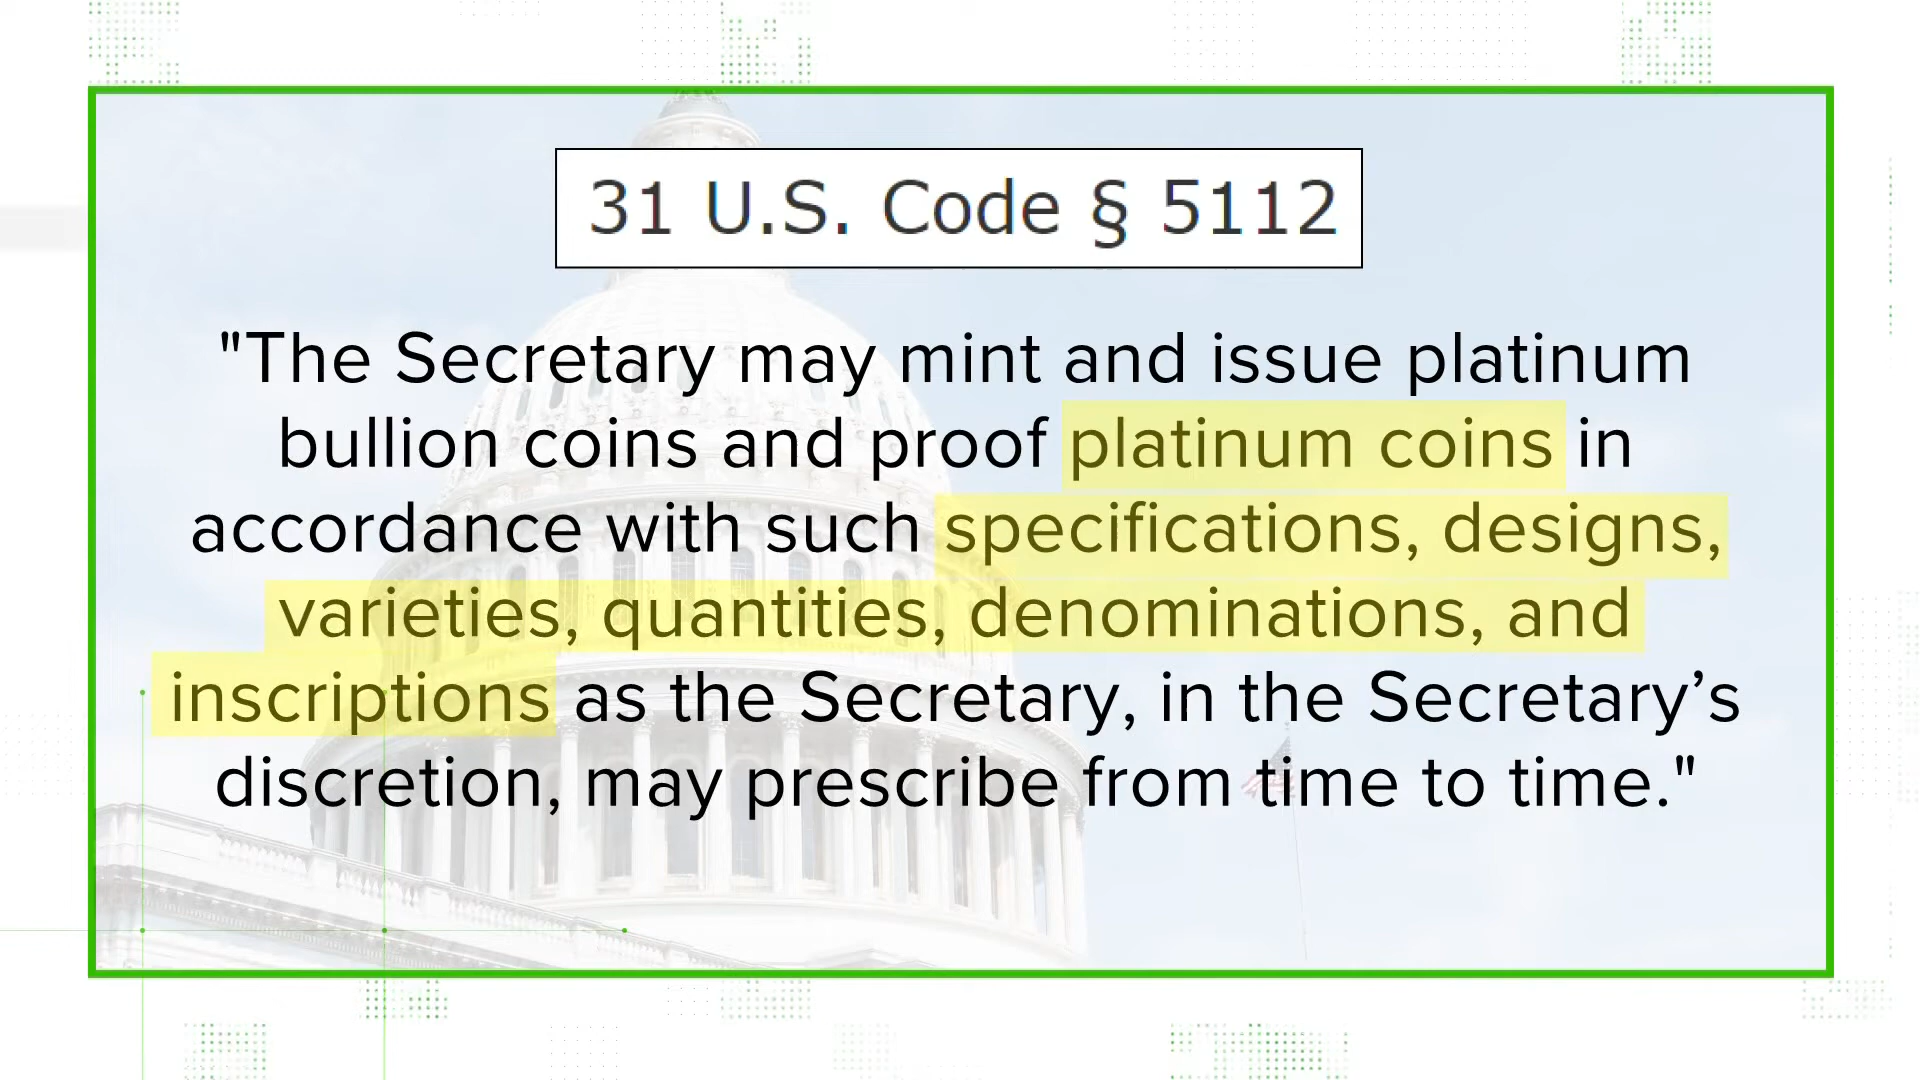 31 U.S. Code § 5112
"The Secretary may mint and issue platinum
bullion coins and proof platinum coins in
accordance with such specifications, designs,
varieties, quantities, denominations, and
inscriptions as the Secretary, in the Secretary’s
discretion, may prescribe from time to time."